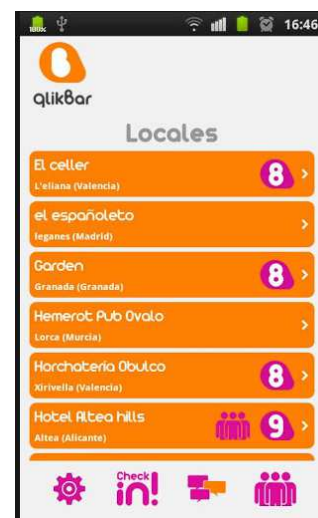 100%
16:46
qlikBar
Locales
El celler
L'eliana (Valencia)
8
el españoleto
leganes (Madrid)
Garden
Granada (Granada)
8
Hemerot Pub Ovalo
Lorca (Murcia)
Horchatería Obulco
Xirivella (Valencia)
8
Hotel Altea hills
Altea (Alicante)
9
Check
in!